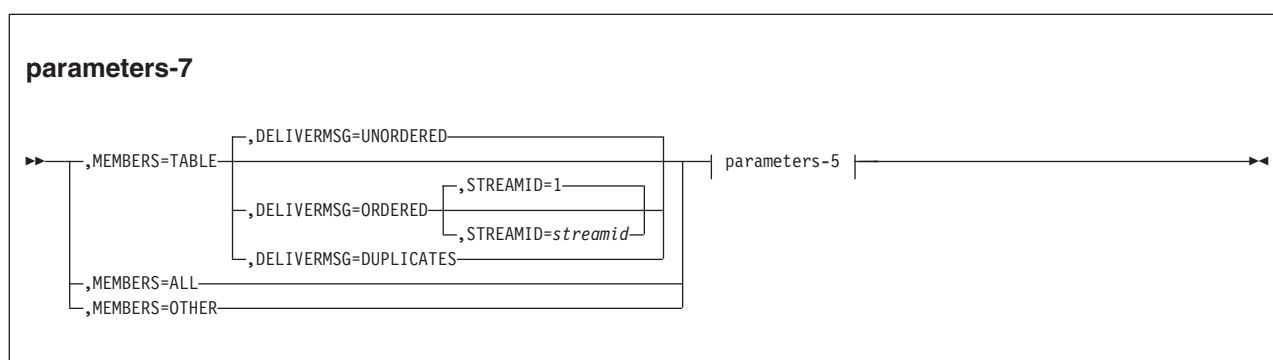 parameters-7
,DELIVERMSG=UNORDERED
,MEMBERS=TABLE
parameters-5
,STREAMID=1
,DELIVERMSG=ORDERED
,STREAMID=streamid
,DELIVERMSG=DUPLICATES
,MEMBERS=ALL
,MEMBERS=OTHER